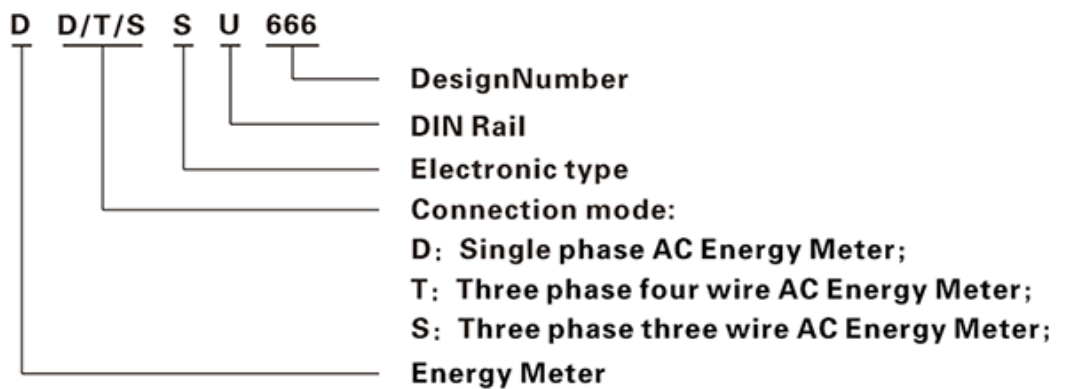 D D/T/S S U 666
DesignNumber
DIN Rail
Electronic type
Connection mode:
D: Single phase AC Energy Meter;
T: Three phase four wire AC Energy Meter;
S: Three phase three wire AC Energy Meter;
Energy Meter